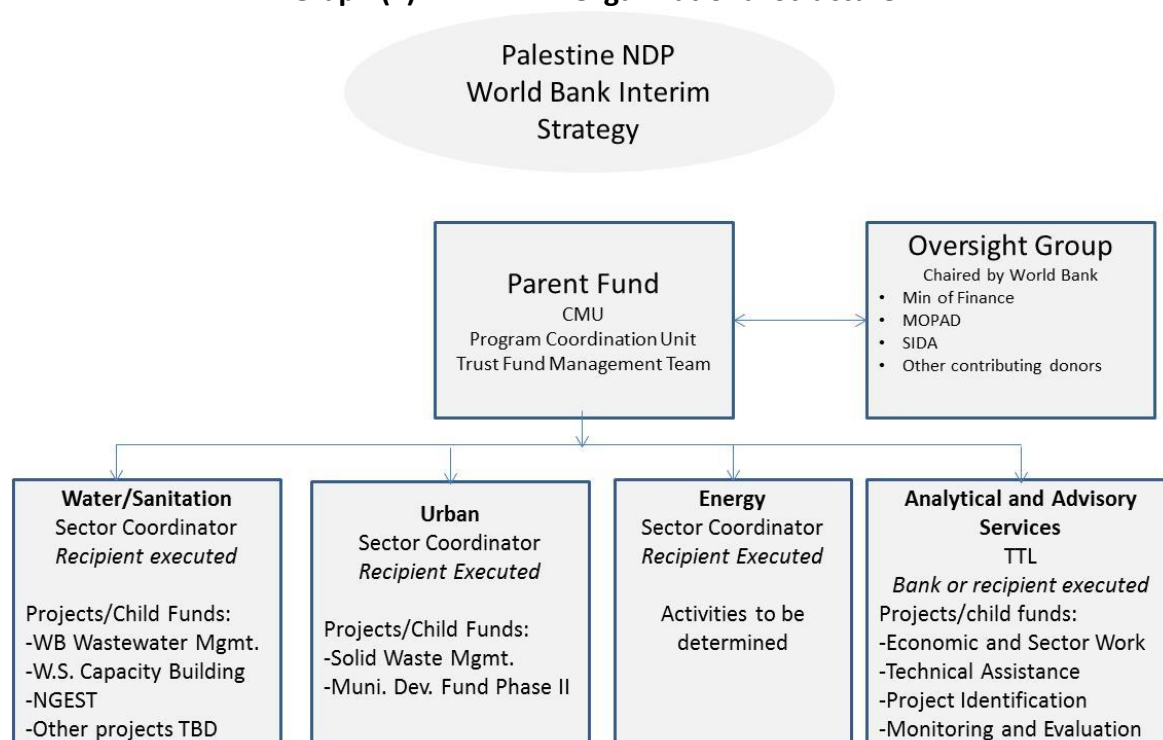 Palestine NDP
World Bank Interim
Strategy
Parent Fund
CMU
Program Coordination Unit
Trust Fund Management Team
Oversight Group
Chaired by World Bank
• Min of Finance
• MOPAD
• SIDA
• Other contributing donors
Water/Sanitation
Sector Coordinator
Recipient executed
Projects/Child Funds:
-WB Wastewater Mgmt.
-W.S. Capacity Building
-NGEST
-Other projects TBD
Urban
Sector Coordinator
Recipient Executed
Projects/Child Funds:
-Solid Waste Mgmt.
-Muni. Dev. Fund Phase II
Energy
Sector Coordinator
Recipient Executed
Activities to be
determined
Analytical and Advisory
Services
TTL
Bank or recipient executed
Projects/child funds:
-Economic and Sector Work
-Technical Assistance
-Project Identification
-Monitoring and Evaluation